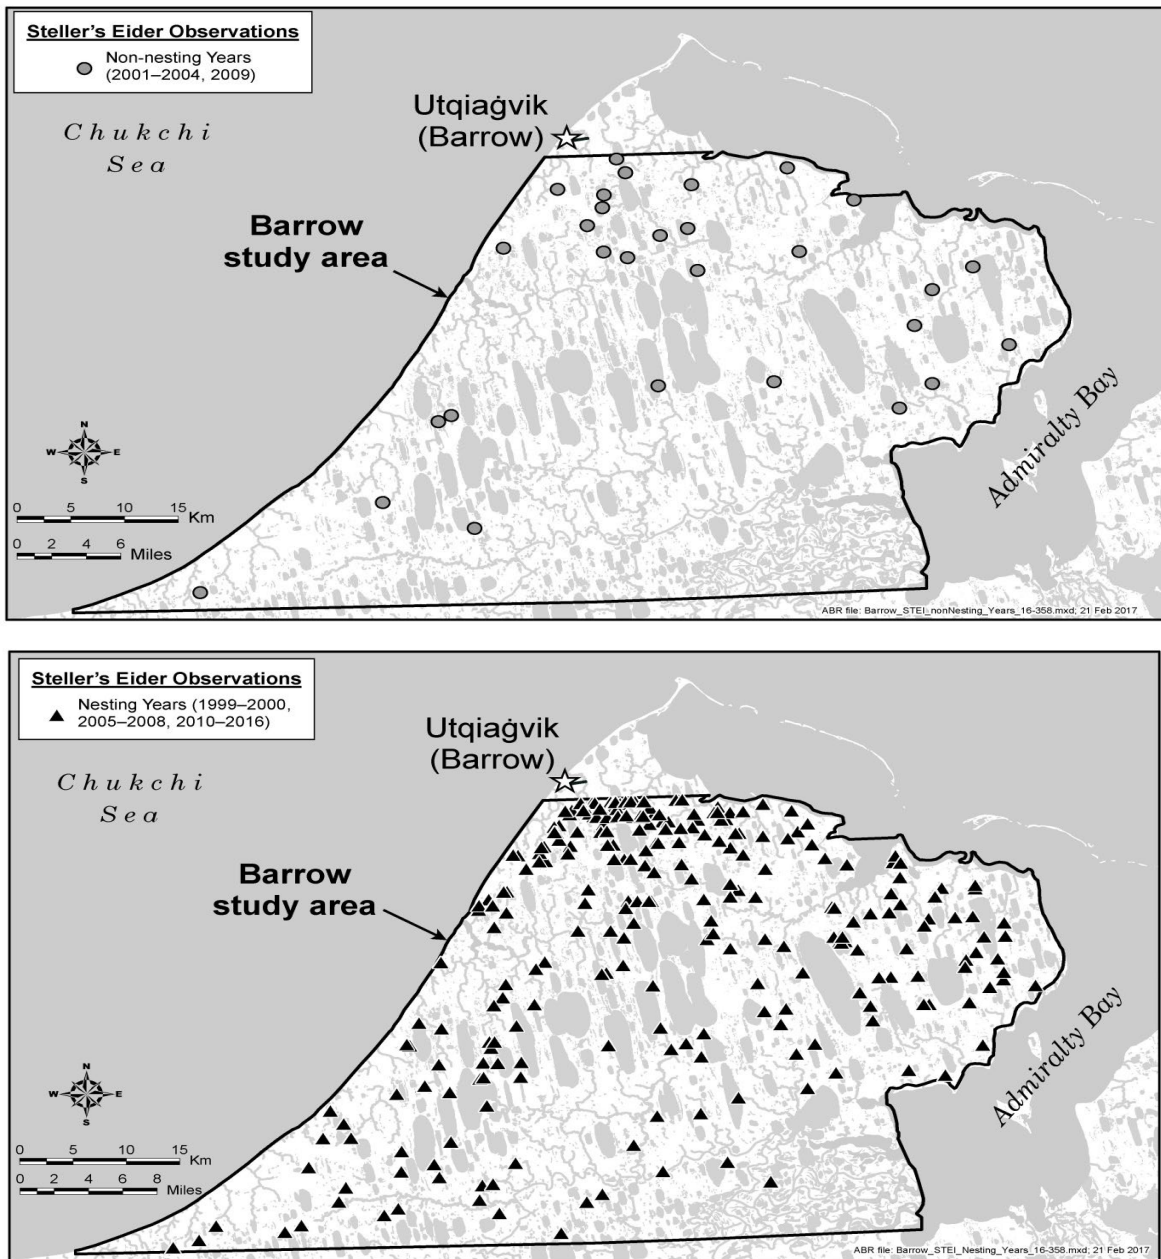 Steller's Eider Observations
Non-nesting Years
(2001–2004, 2009)
Chukchi
Sea
Utqiaġvik
(Barrow)
Barrow
study area
Admiralty Bay
N
W E
S
0 5 10 15
Km
0 2 4 6
Miles
ABR file: Barrow_STEI_nonNesting_Years_16-358.mxd; 21 Feb 2017
Steller's Eider Observations
Nesting Years (1999–2000,
2005–2008, 2010–2016)
Chukchi
Sea
Utqiaġvik
(Barrow)
Barrow
study area
Admiralty Bay
N
W E
S
0 5 10 15
Km
0 2 4 6 8
Miles
ABR file: Barrow_STEI_Nesting_Years_16-358.mxd; 21 Feb 2017